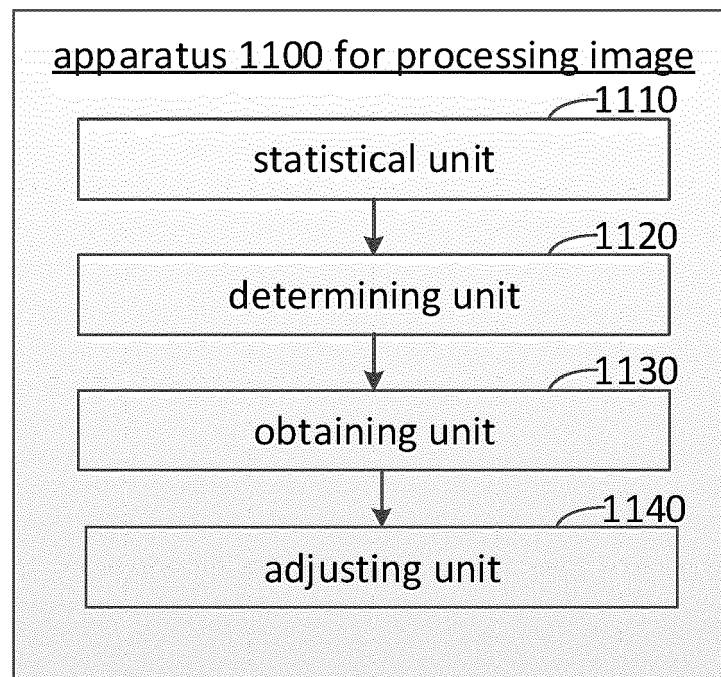 apparatus 1100 for processing image
1110
statistical unit
1120
determining unit
1130
obtaining unit
1140
adjusting unit